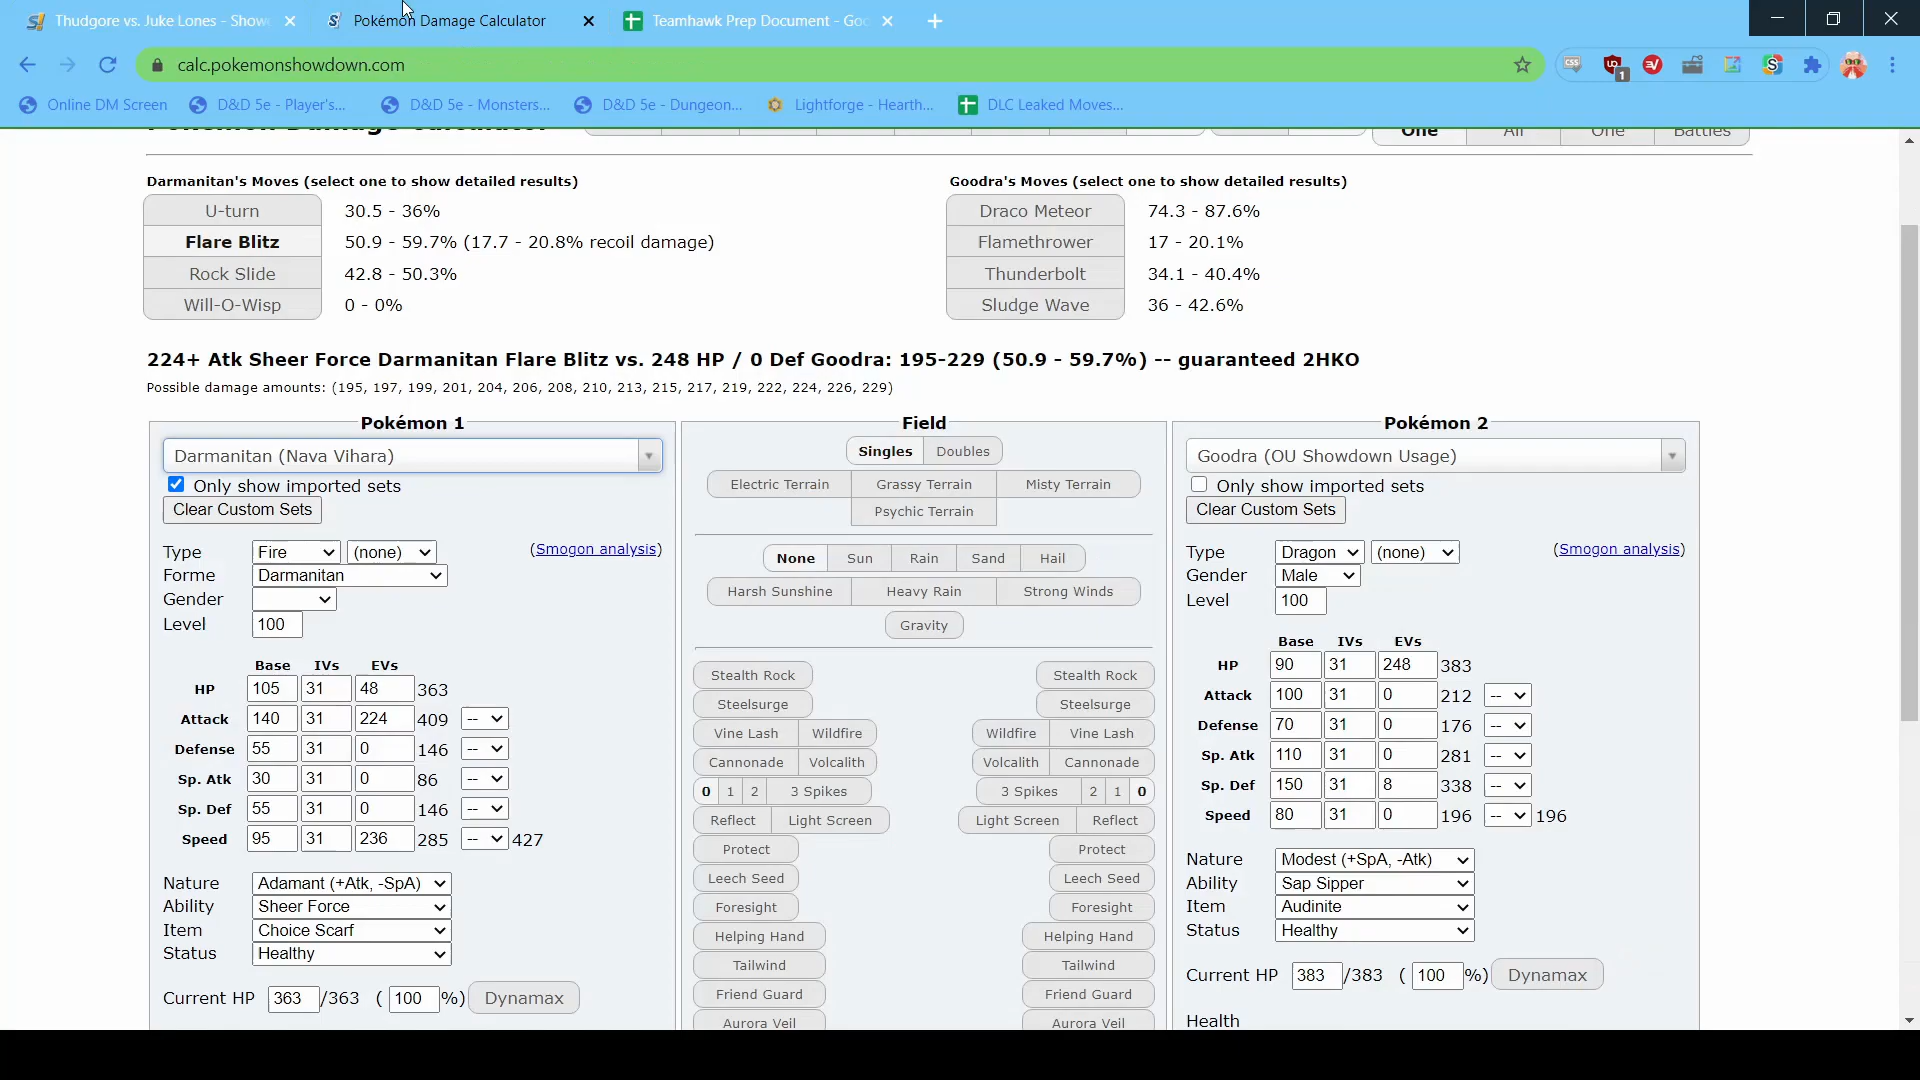 Thudgore vs. Juke Lones - Show
Pokémon Damage Calculator
Teamhawk Prep Document - Goo
calc.pokemonshowdown.com
1
Online DM Screen
D&D 5e - Player's...
D&D 5e - Monsters...
D&D 5e - Dungeon...
Lightforge - Hearth...
DLC Leaked Moves...
Pokémon Damage Calculator
One All One Battles
Darmanitan's Moves (select one to show detailed results)
U-turn 30.5 - 36%
Flare Blitz 50.9 - 59.7% (17.7 - 20.8% recoil damage)
Rock Slide 42.8 - 50.3%
Will-O-Wisp 0 - 0%
Goodra's Moves (select one to show detailed results)
Draco Meteor 74.3 - 87.6%
Flamethrower 17 - 20.1%
Thunderbolt 34.1 - 40.4%
Sludge Wave 36 - 42.6%
224+ Atk Sheer Force Darmanitan Flare Blitz vs. 248 HP / 0 Def Goodra: 195-229 (50.9 - 59.7%) -- guaranteed 2HKO
Possible damage amounts: (195, 197, 199, 201, 204, 206, 208, 210, 213, 215, 217, 219, 222, 224, 226, 229)
Pokémon 1
Darmanitan (Nava Vihara)
Only show imported sets
Clear Custom Sets
Type Fire (none) (Smogon analysis)
Forme Darmanitan
Gender
Level 100
Base IVs EVs
HP 105 31 48 363
Attack 140 31 224 409 --
Defense 55 31 0 146 --
Sp. Atk 30 31 0 86 --
Sp. Def 55 31 0 146 --
Speed 95 31 236 285 -- 427
Nature Adamant (+Atk, -SpA)
Ability Sheer Force
Item Choice Scarf
Status Healthy
Current HP 363 /363 ( 100 %) Dynamax
Field
Singles Doubles
Electric Terrain Grassy Terrain Misty Terrain
Psychic Terrain
None Sun Rain Sand Hail
Harsh Sunshine Heavy Rain Strong Winds
Gravity
Stealth Rock Stealth Rock
Steelsurge Steelsurge
Vine Lash Wildfire Wildfire Vine Lash
Cannonade Volcalith Volcalith Cannonade
0 1 2 3 Spikes 3 Spikes 2 1 0
Reflect Light Screen Light Screen Reflect
Protect Protect
Leech Seed Leech Seed
Foresight Foresight
Helping Hand Helping Hand
Tailwind Tailwind
Friend Guard Friend Guard
Aurora Veil Aurora Veil
Pokémon 2
Goodra (OU Showdown Usage)
Only show imported sets
Clear Custom Sets
Type Dragon (none) (Smogon analysis)
Gender Male
Level 100
Base IVs EVs
HP 90 31 248 383
Attack 100 31 0 212 --
Defense 70 31 0 176 --
Sp. Atk 110 31 0 281 --
Sp. Def 150 31 8 338 --
Speed 80 31 0 196 -- 196
Nature Modest (+SpA, -Atk)
Ability Sap Sipper
Item Audinite
Status Healthy
Current HP 383 /383 ( 100 %) Dynamax
Health